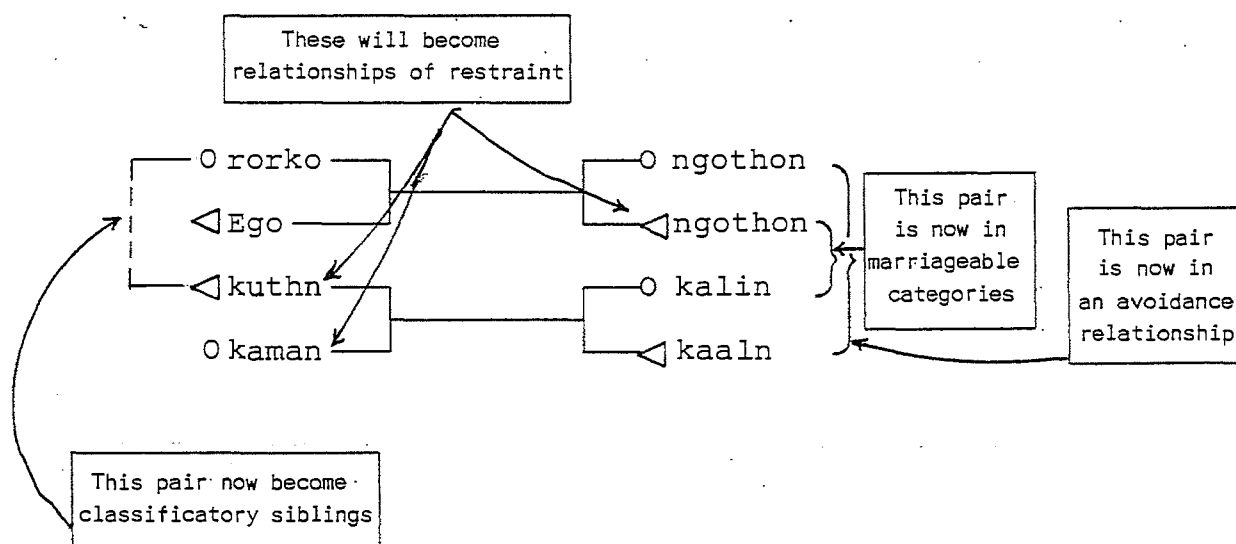 These will become
relationships of restraint
O rorko
O ngothon
Ego
ngothon
kuthn
O kalin
O kaman
kaaln
This pair
is now in
marriageable
categories
This pair
is now in
an avoidance
relationship
This pair now become
classificatory siblings